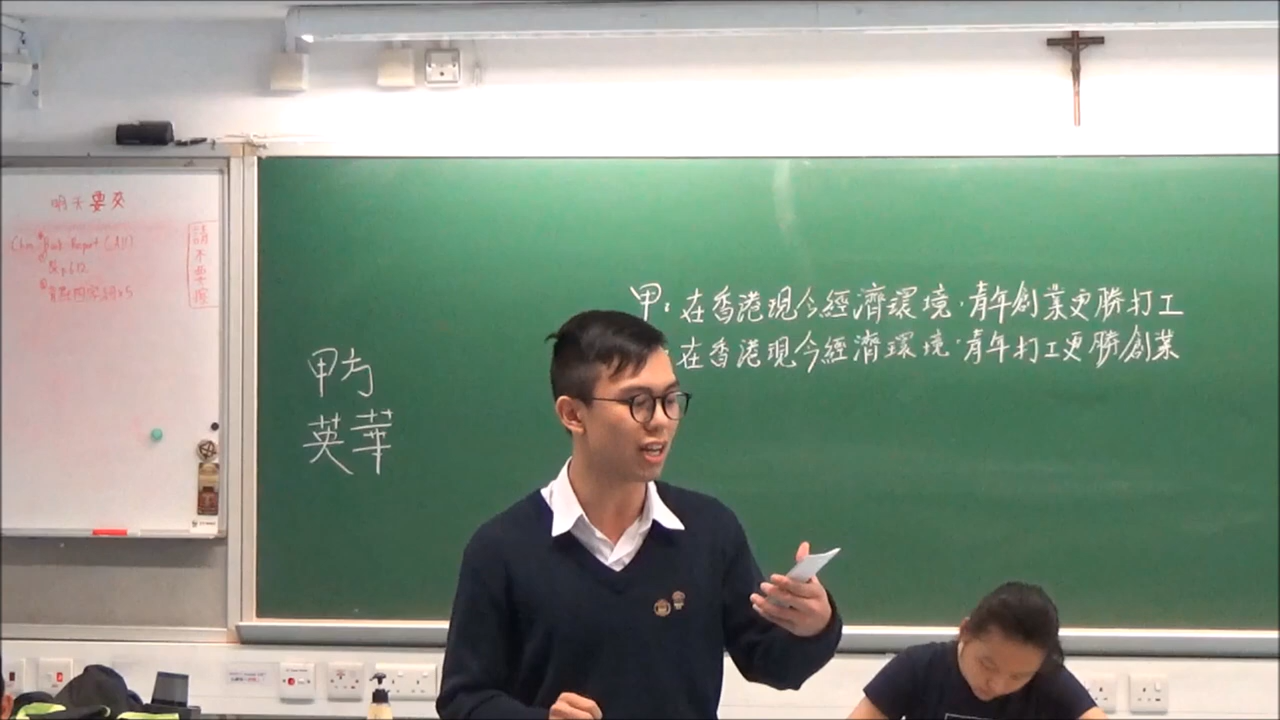 明天要交
請不要擦
甲方
英華
甲：在香港現今經濟環境，青年創業更勝打工
在香港現今經濟環境，青年打工更勝創業